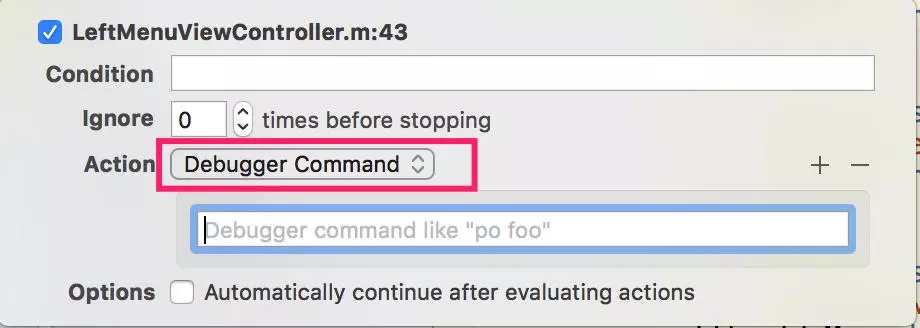 LeftMenuViewController.m:43
Condition
Ignore 0 times before stopping
Action Debugger Command + −
Debugger command like "po foo"
Options Automatically continue after evaluating actions